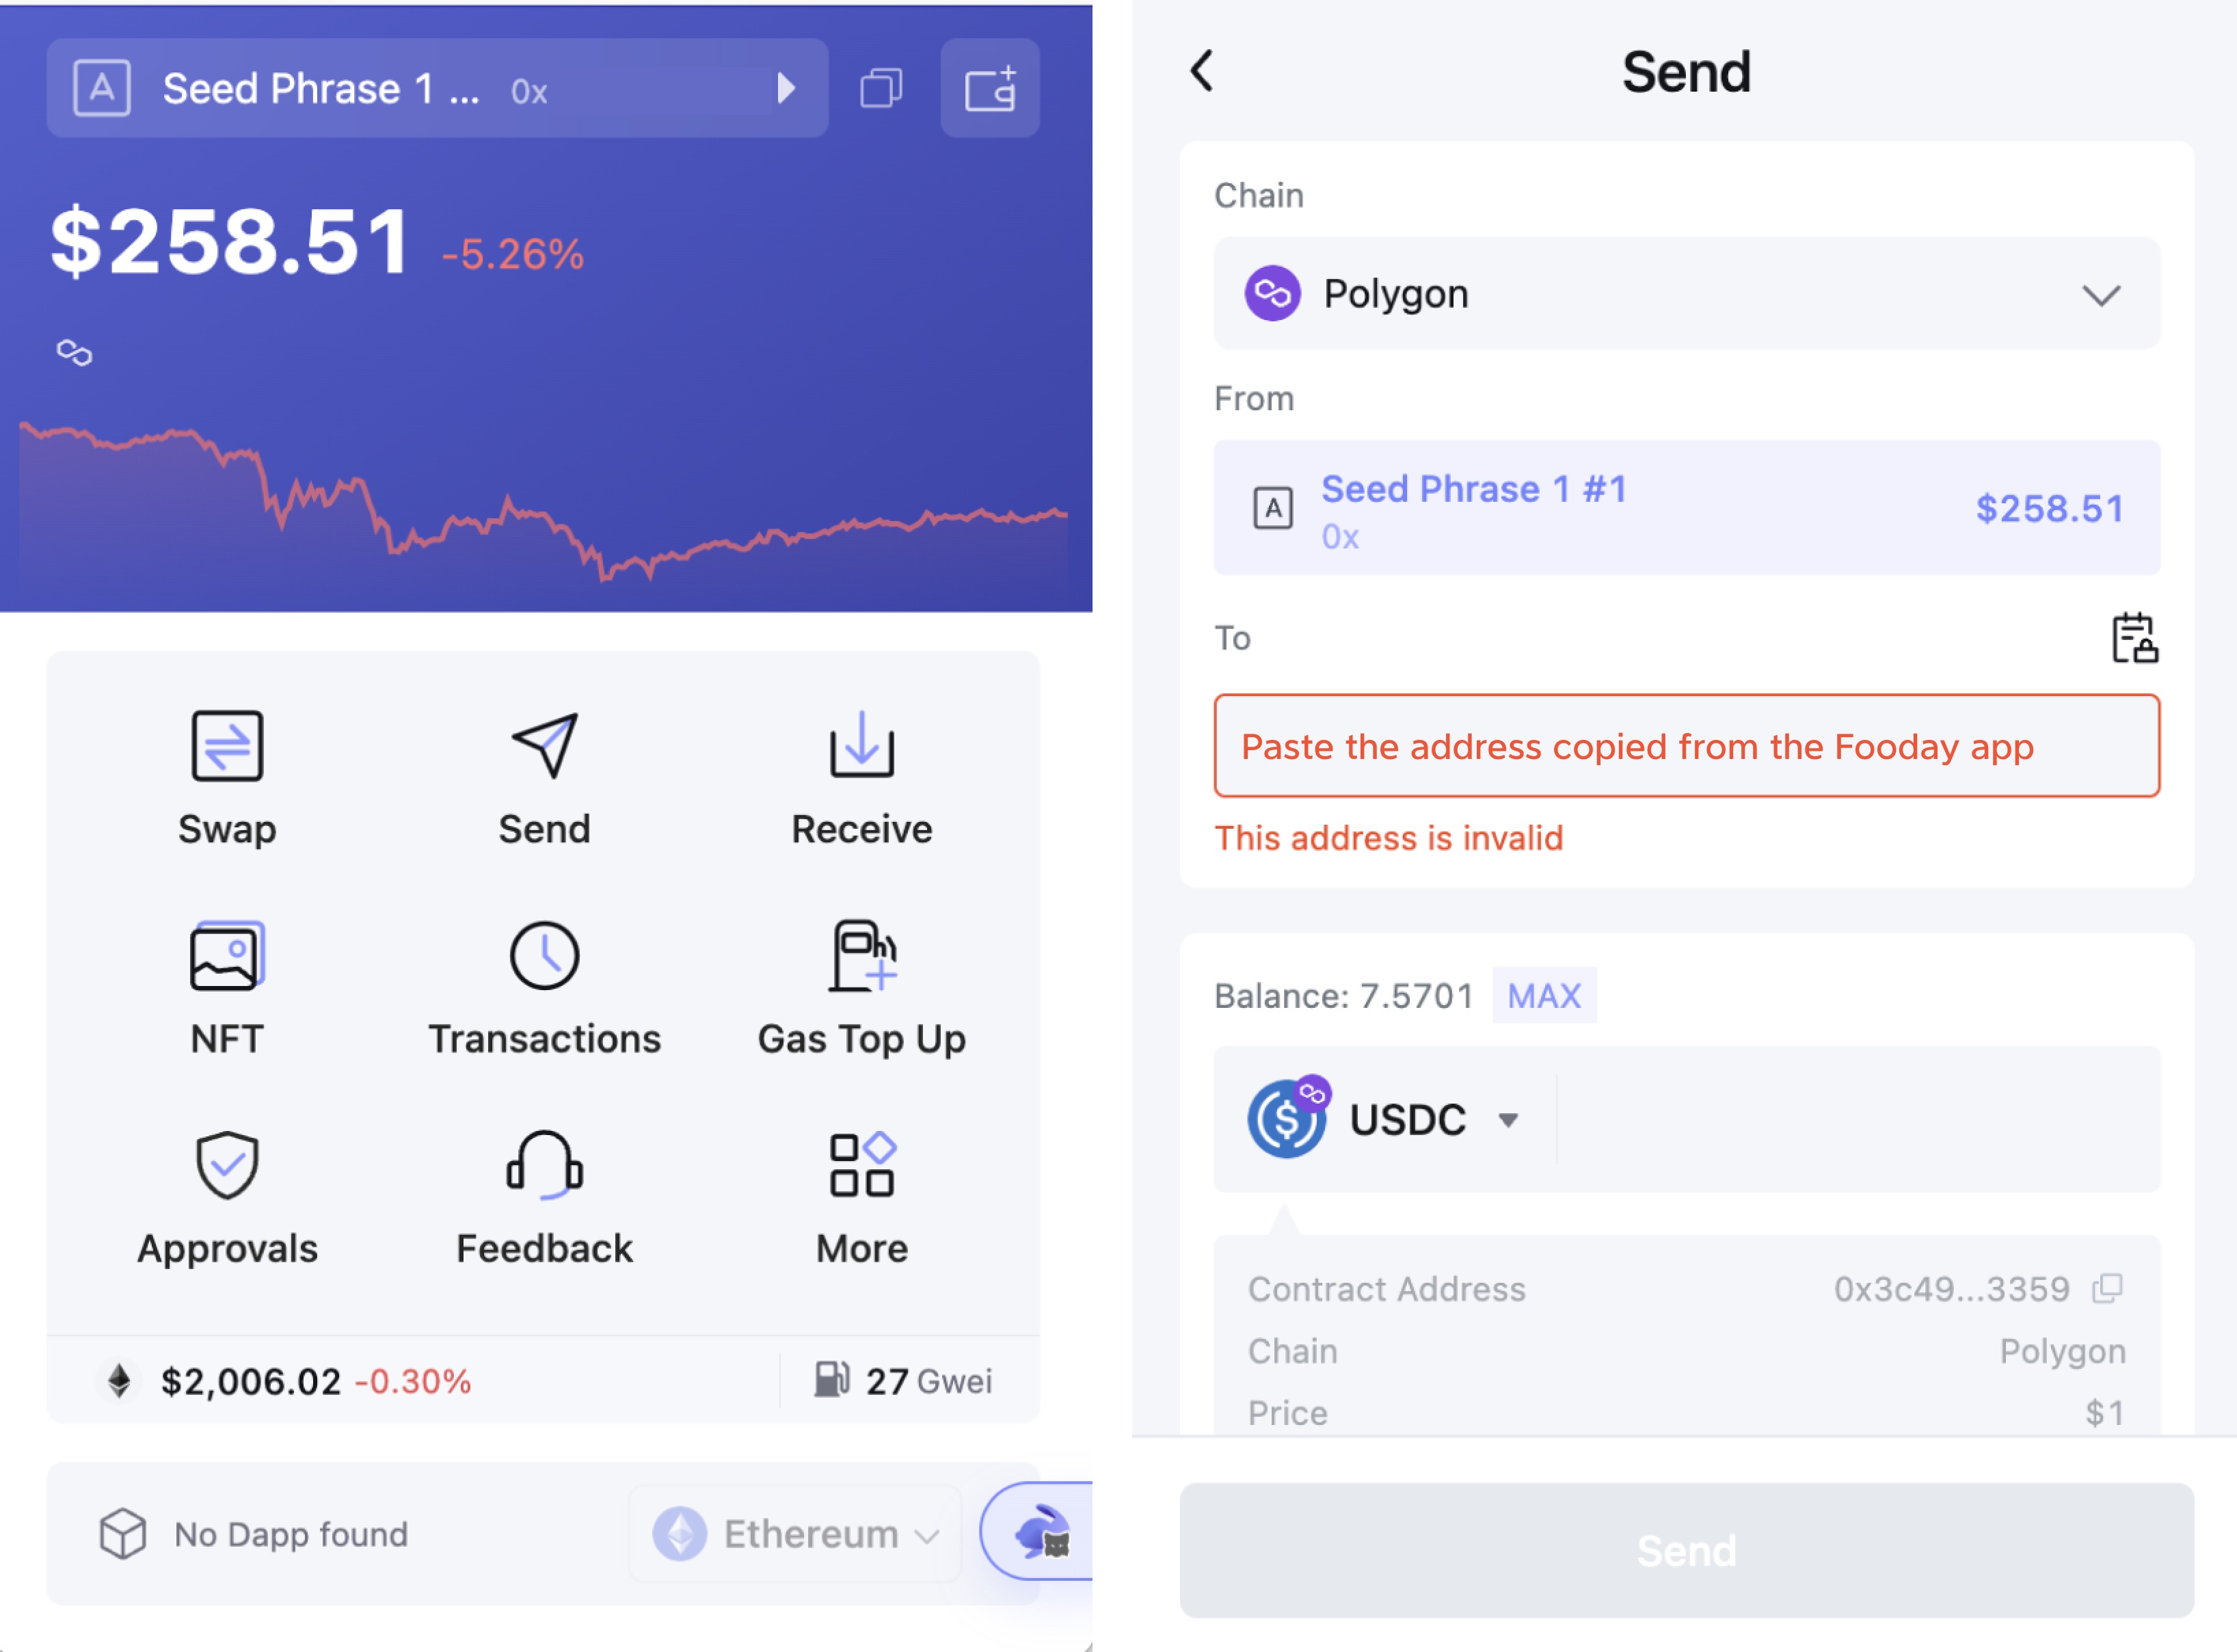 Seed Phrase 1 ... 0x
$258.51 -5.26%
Swap
Send
Receive
NFT
Transactions
Gas Top Up
Approvals
Feedback
More
$2,006.02 -0.30%
27 Gwei
No Dapp found
Ethereum
Send
Chain
Polygon
From
Seed Phrase 1 #1
0x
$258.51
To
Paste the address copied from the Fooday app
This address is invalid
Balance: 7.5701 MAX
USDC
Contract Address 0x3c49...3359
Chain Polygon
Price $1
Send